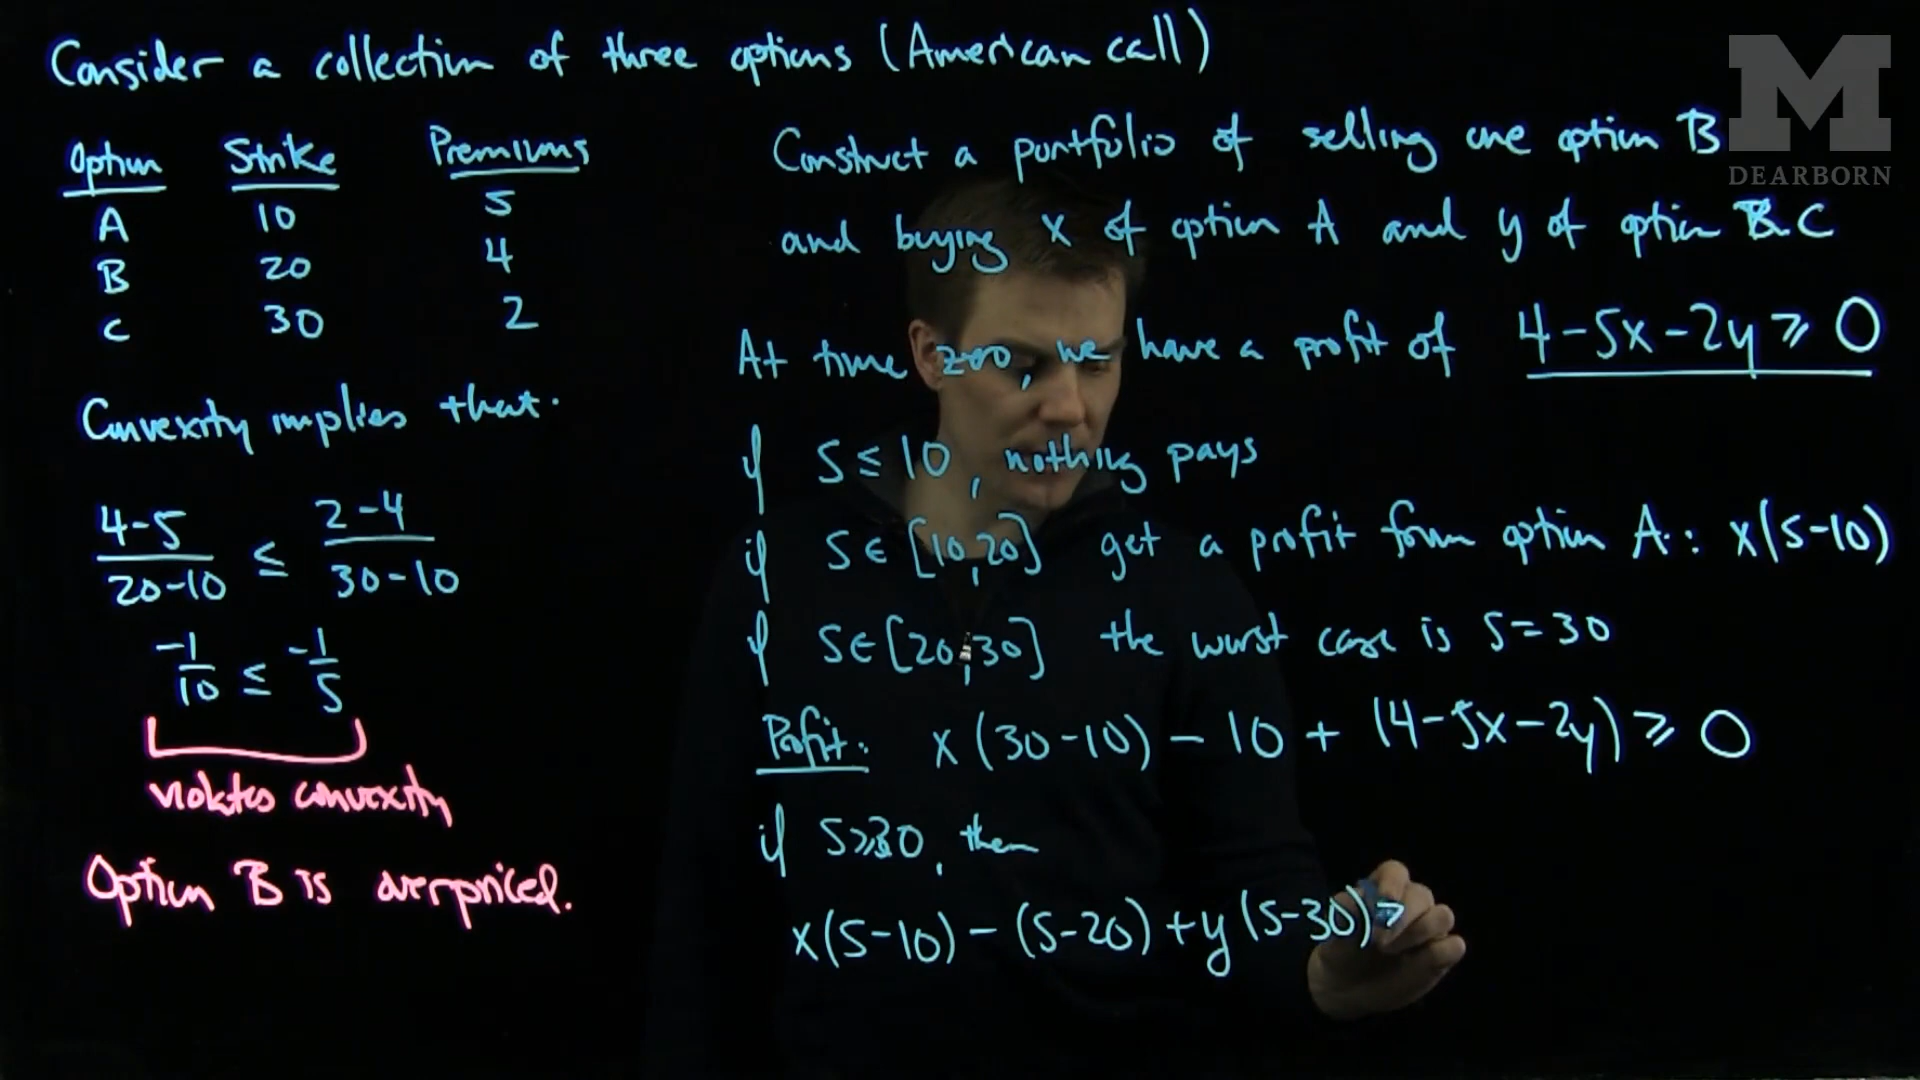 Consider a collection of three options (American call)
Option Strike Premiums
A 10 5
B 20 4
C 30 2
Convexity implies that:
4-5/20-10 ≤ 2-4/30-10
-1/10 ≤ -1/5
violates convexity
Option B is overpriced.
Construct a portfolio of selling one option B
and buying x of option A and y of option C
At time zero, we have a profit of 4-5x-2y ≥ 0
if S ≤ 10, nothing pays
if S ∈ [10,20] get a profit form option A: x(S-10)
if S ∈ [20,30] the worst case is S = 30
Profit: x(30-10) - 10 + (4-5x-2y) ≥ 0
if S ≥ 30, then
x(S-10) - (S-20) + y(S-30) ≥
M
DEARBORN